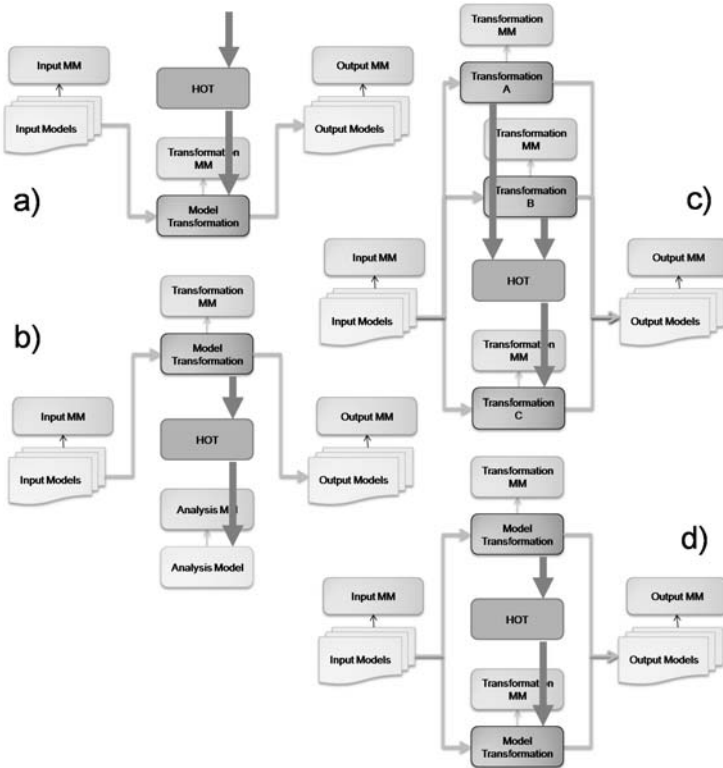 Input MM
Input Models
HOT
Transformation
MM
Model
Transformation
Output MM
Output Models
a)
Transformation
MM
Model
Transformation
b)
Input MM
Input Models
HOT
Analysis
Analysis Model
Output MM
Output Models
Transformation
MM
Transformation
A
Transformation
MM
Transformation
B
c)
Input MM
Input Models
HOT
Transformation
MM
Transformation
C
Output MM
Output Models
Transformation
MM
Model
Transformation
d)
Input MM
Input Models
HOT
Transformation
MM
Model
Transformation
Output MM
Output Models